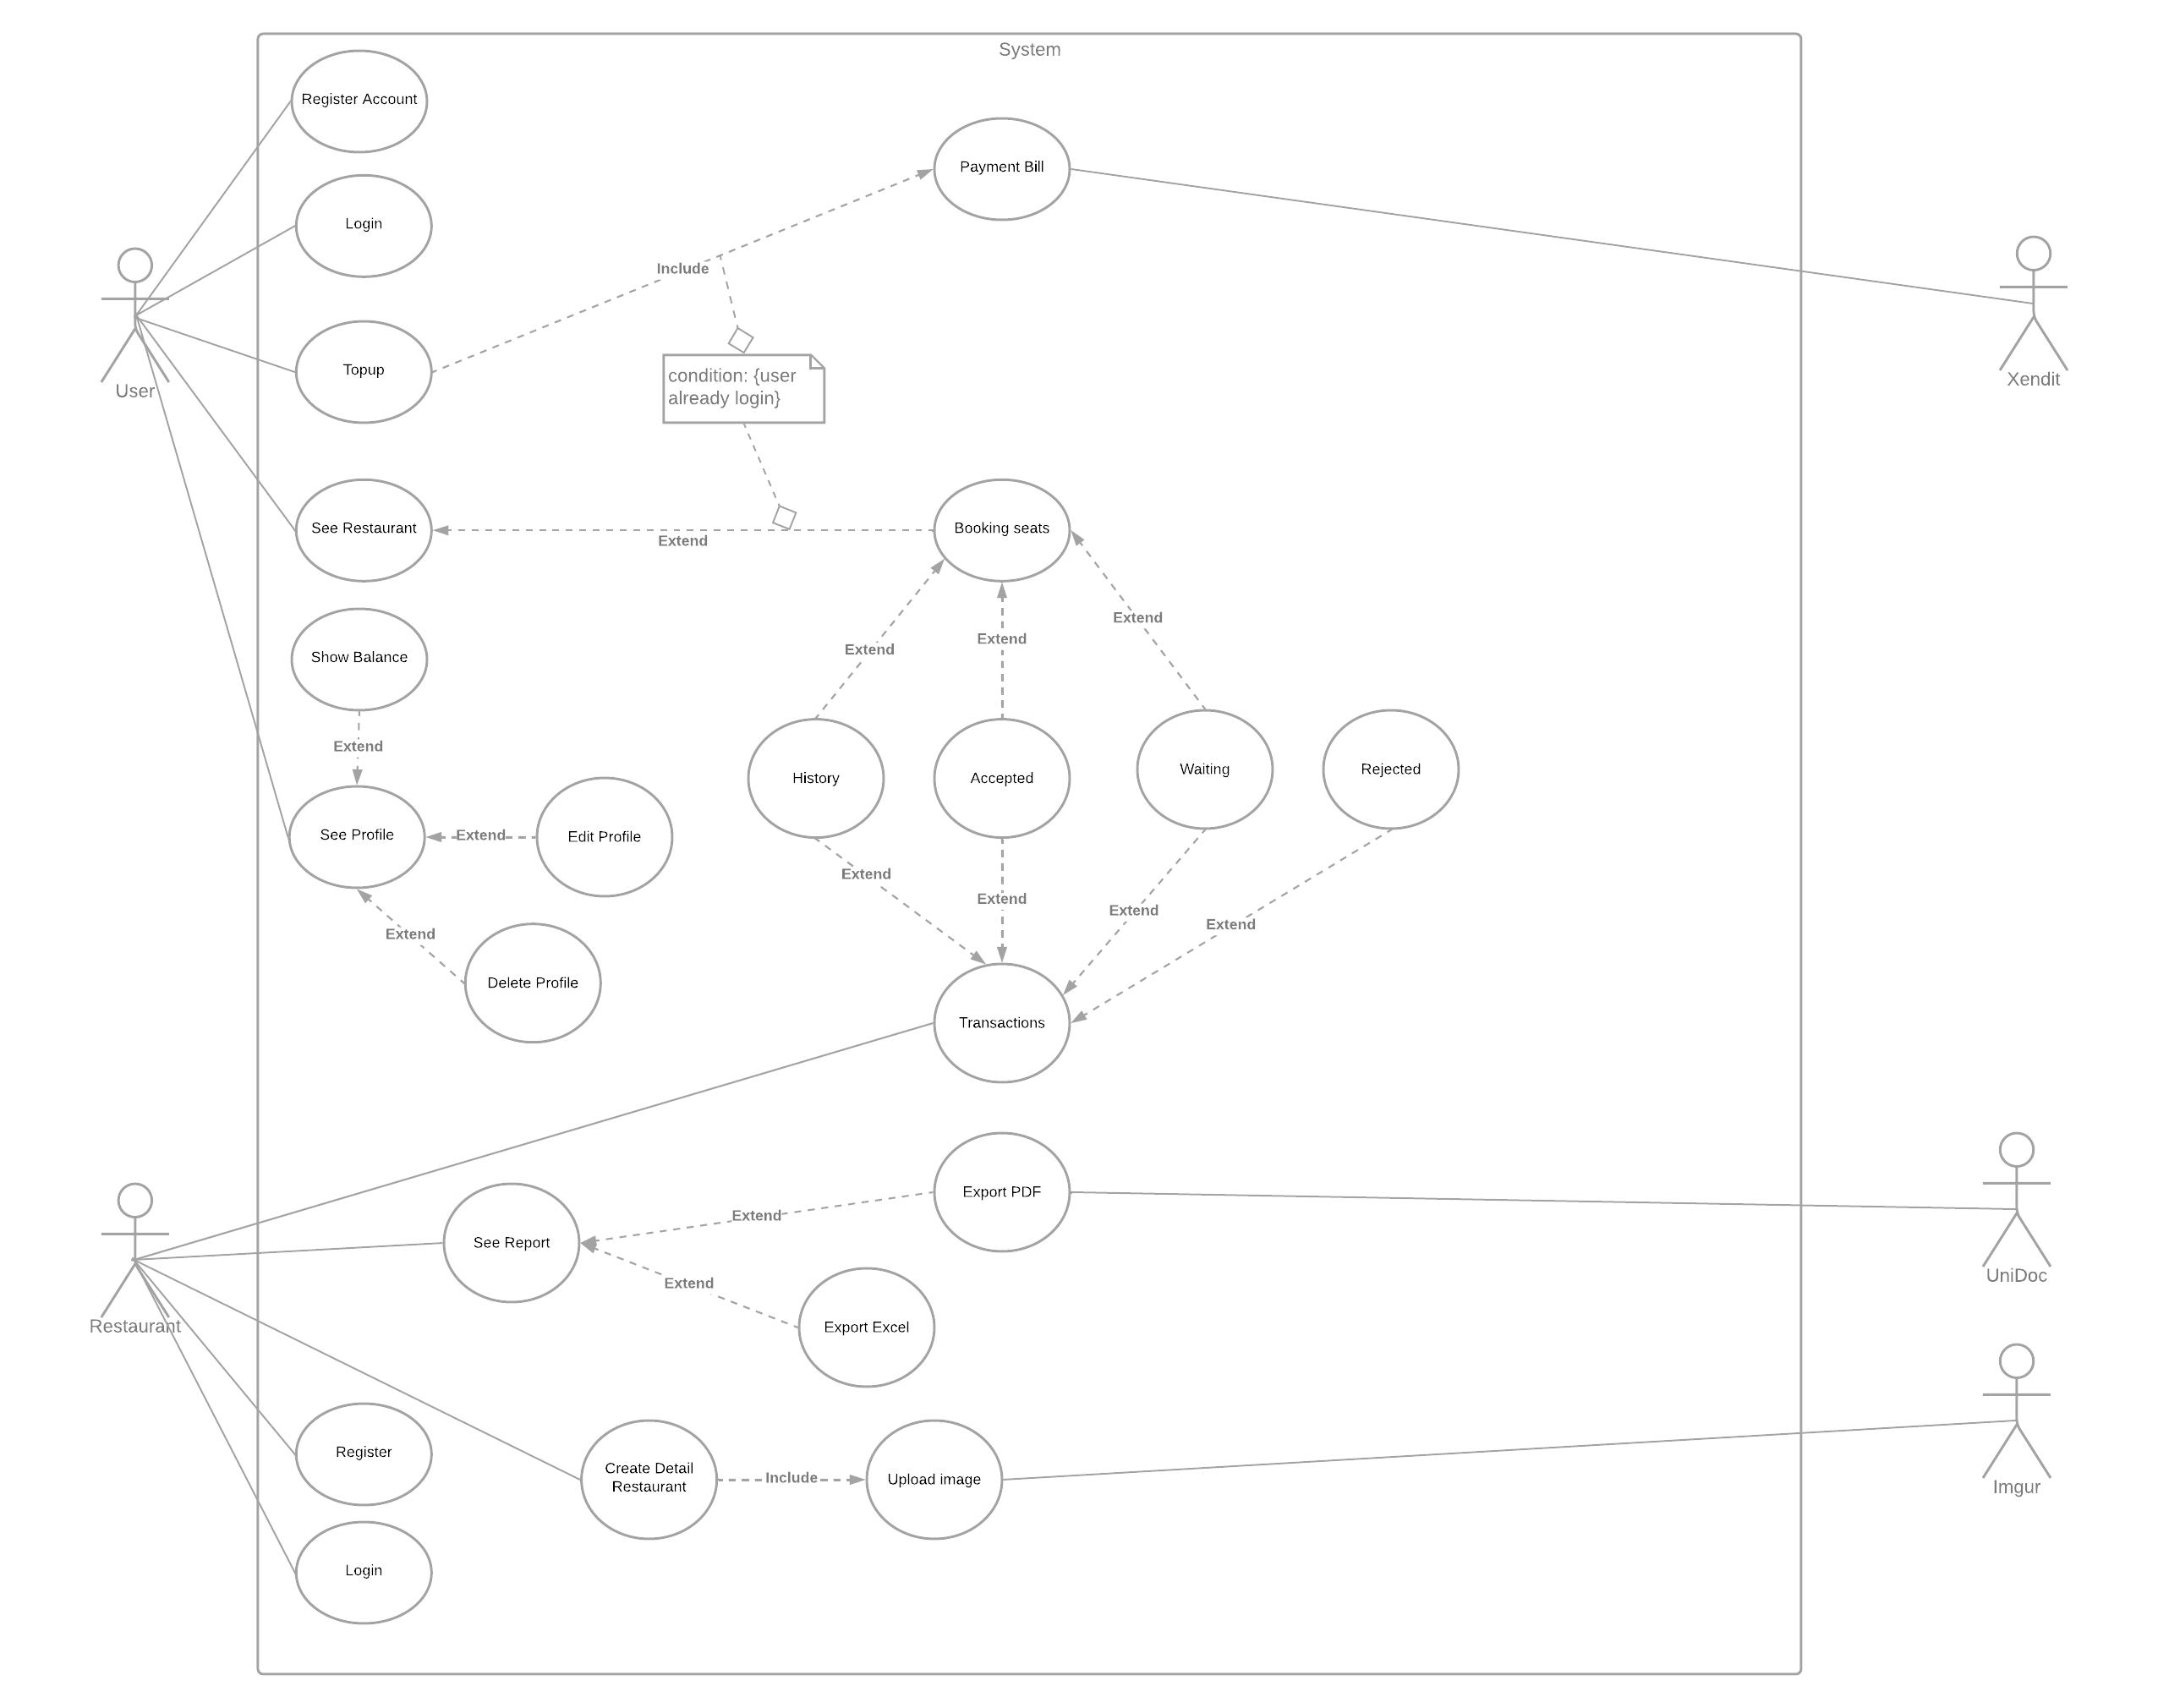 System
Register Account
Payment Bill
Login
Include
Topup
condition: {user
already login}
User
Xendit
See Restaurant
Booking seats
Extend
Extend
Extend
Extend
Show Balance
Extend
History
Accepted
Waiting
Rejected
See Profile
Extend
Edit Profile
Extend
Extend
Extend
Extend
Extend
Delete Profile
Transactions
Export PDF
Extend
See Report
Extend
UniDoc
Restaurant
Export Excel
Register
Create Detail
Restaurant
Include
Upload image
Imgur
Login